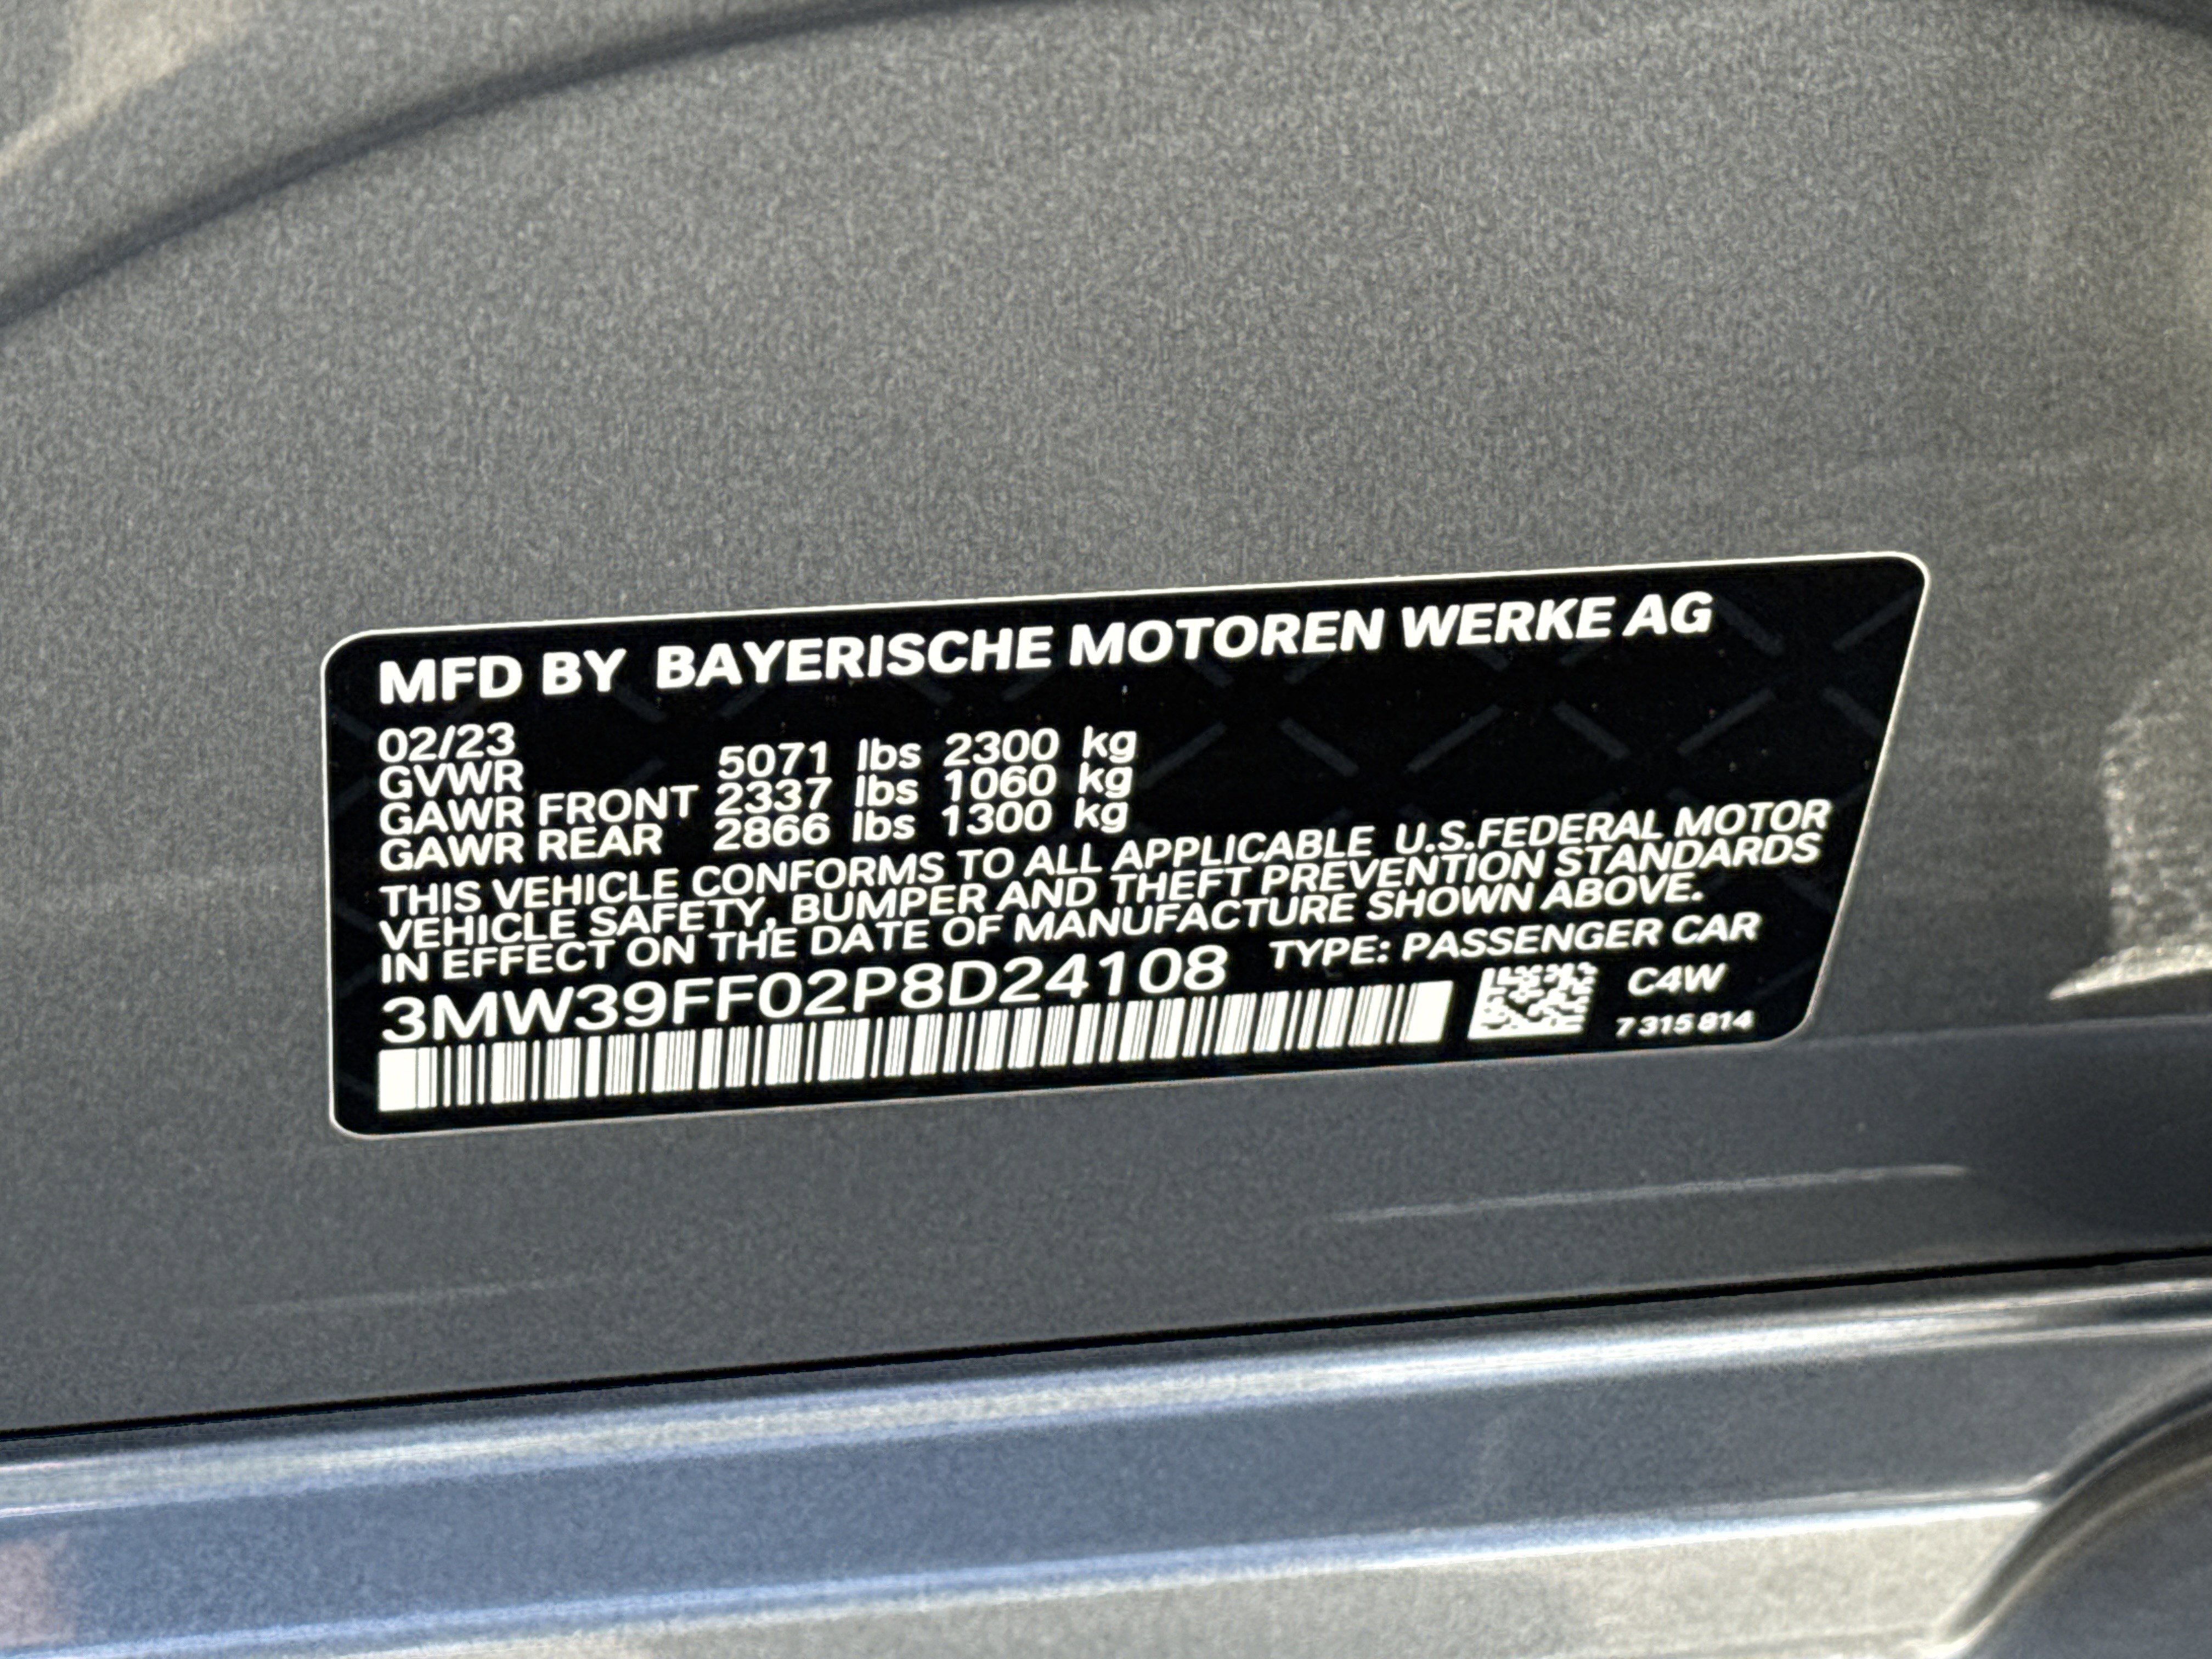 MFD BY BAYERISCHE MOTOREN WERKE AG
02/23
GVWR 5071 lbs 2300 kg
GAWR FRONT 2337 lbs 1060 kg
GAWR REAR 2866 lbs 1300 kg
THIS VEHICLE CONFORMS TO ALL APPLICABLE U.S.FEDERAL MOTOR
VEHICLE SAFETY, BUMPER AND THEFT PREVENTION STANDARDS
IN EFFECT ON THE DATE OF MANUFACTURE SHOWN ABOVE.
3MW39FF02P8D24108 TYPE: PASSENGER CAR
C4W
7 315 814